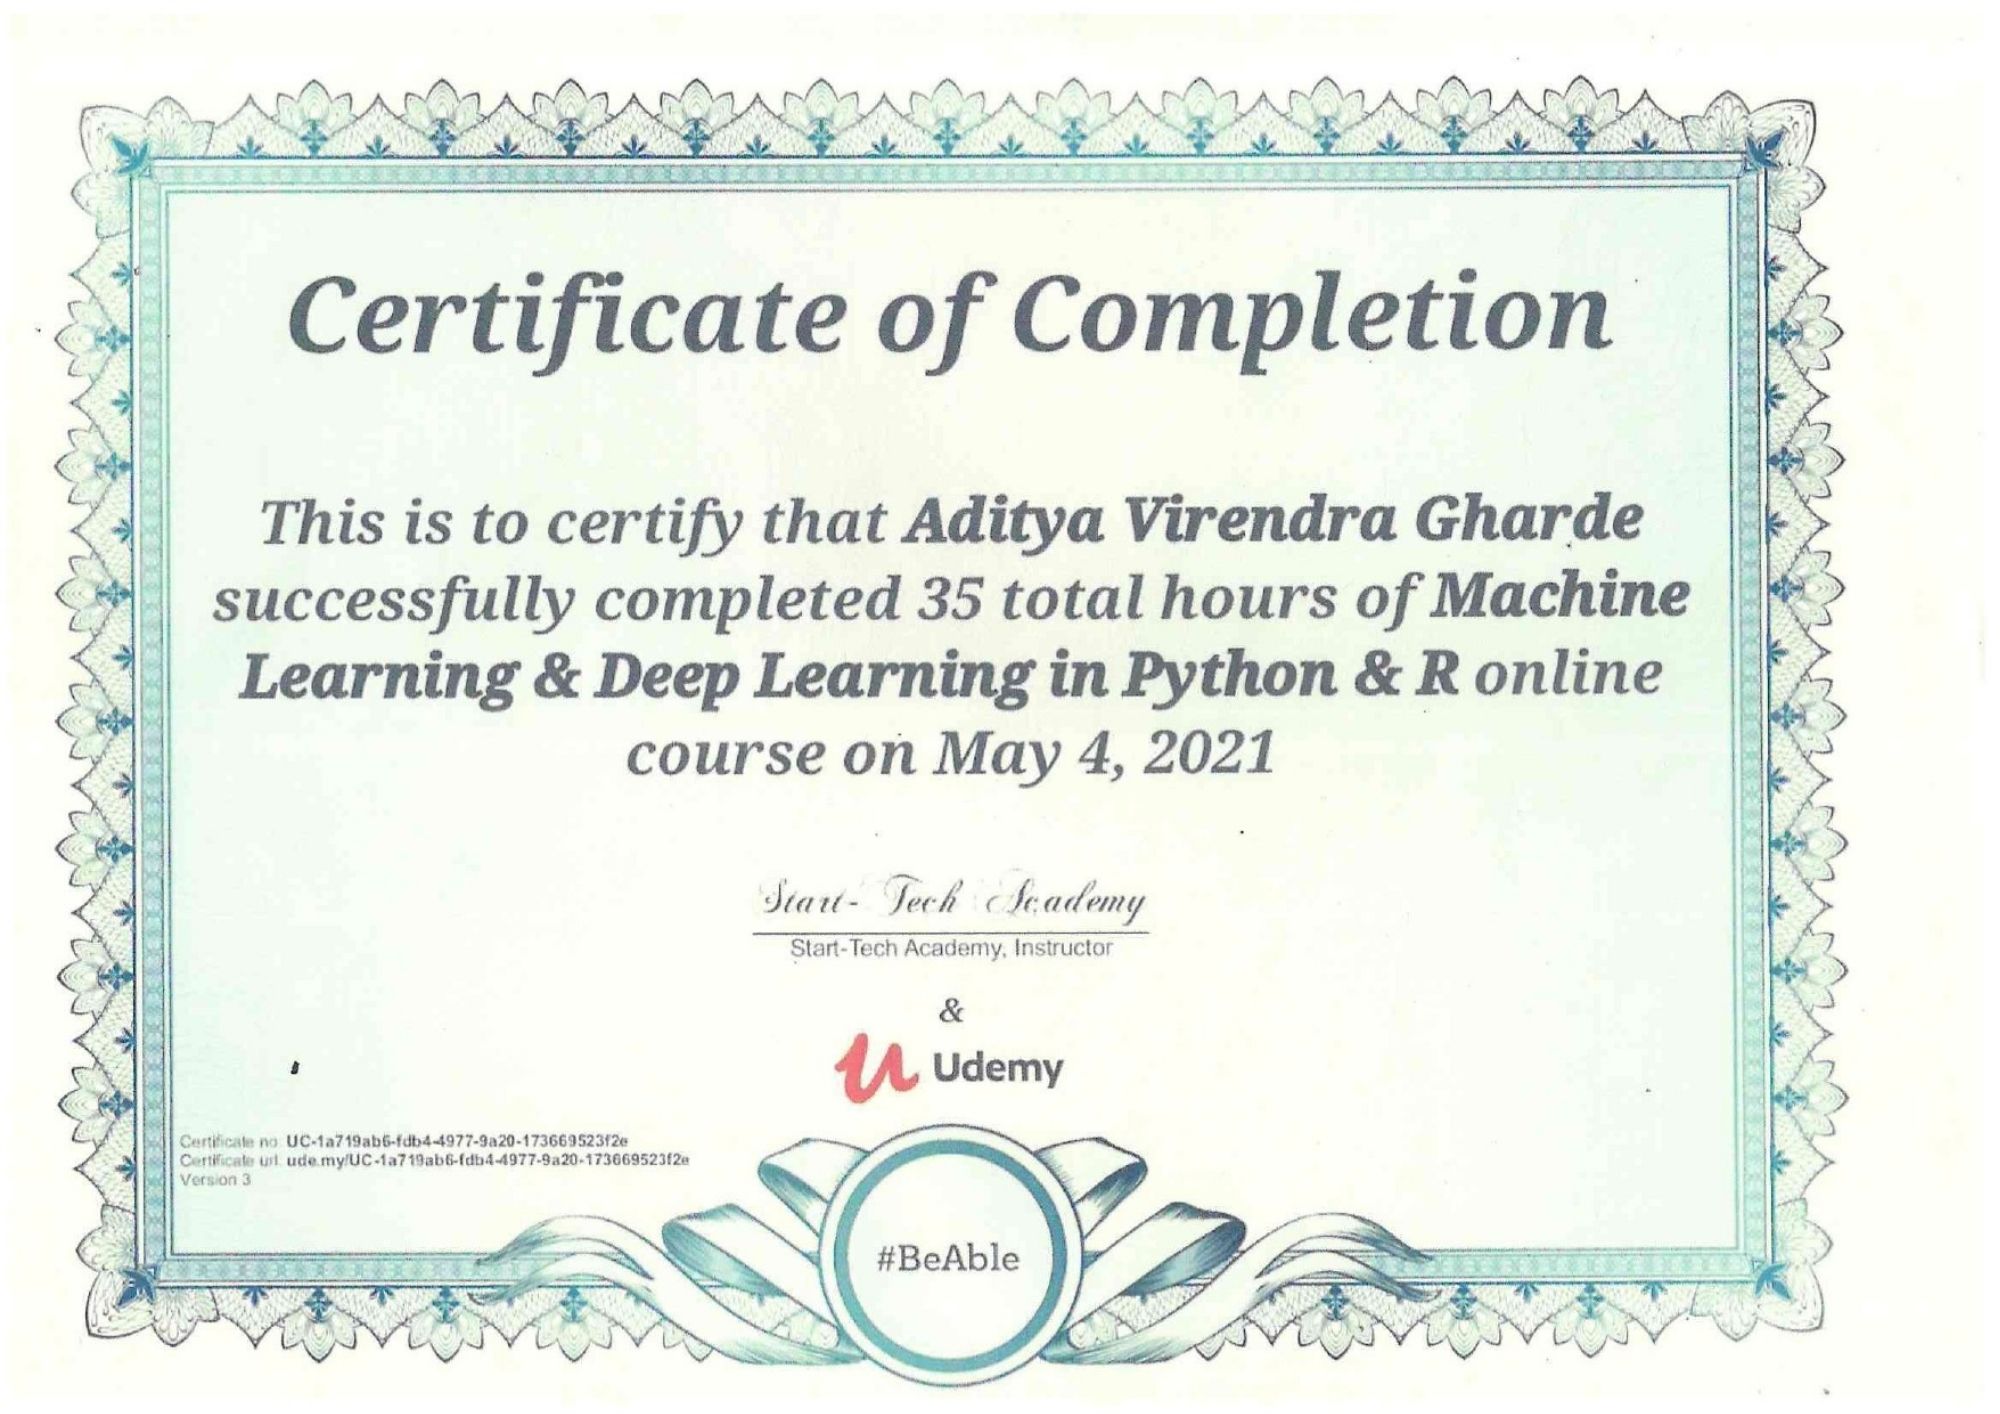 Certificate of Completion
This is to certify that Aditya Virendra Gharde
successfully completed 35 total hours of Machine
Learning & Deep Learning in Python & R online
course on May 4, 2021
Start-Tech Academy
Start-Tech Academy, Instructor
&
Udemy
Certificate no: UC-1a719ab6-fdb4-4977-9a20-173669523f2e
Certificate url: ude.my/UC-1a719ab6-fdb4-4977-9a20-173669523f2e
Version 3
#BeAble